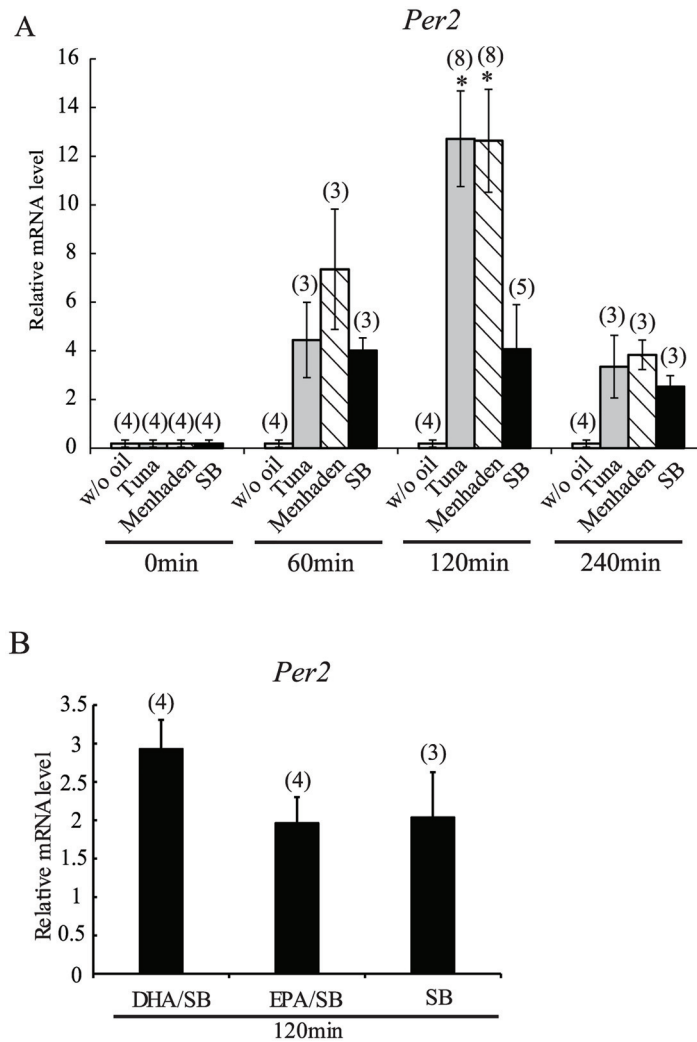 A
Per2
Relative mRNA level
16
14
12
10
8
6
4
2
0
(4) (4) (4) (4)
(4) (3) (3) (3)
(4) (8) (8) (5)
* *
(4) (3) (3) (3)
w/o oil Tuna Menhaden SB
w/o oil Tuna Menhaden SB
w/o oil Tuna Menhaden SB
w/o oil Tuna Menhaden SB
0min 60min 120min 240min
B
Per2
Relative mRNA level
3.5
3
2.5
2
1.5
1
0.5
0
(4) (4) (3)
DHA/SB EPA/SB SB
120min